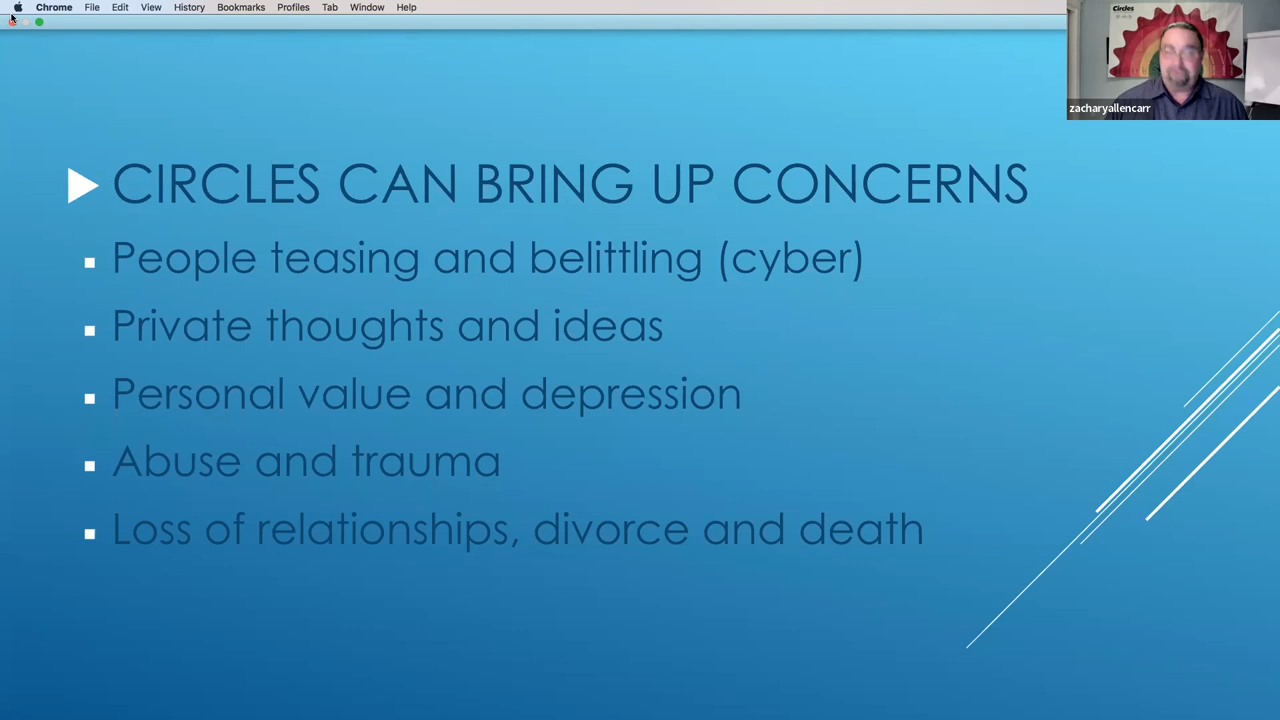 Chrome File Edit View History Bookmarks Profiles Tab Window Help
Circles
zacharyallencarr
CIRCLES CAN BRING UP CONCERNS
People teasing and belittling (cyber)
Private thoughts and ideas
Personal value and depression
Abuse and trauma
Loss of relationships, divorce and death